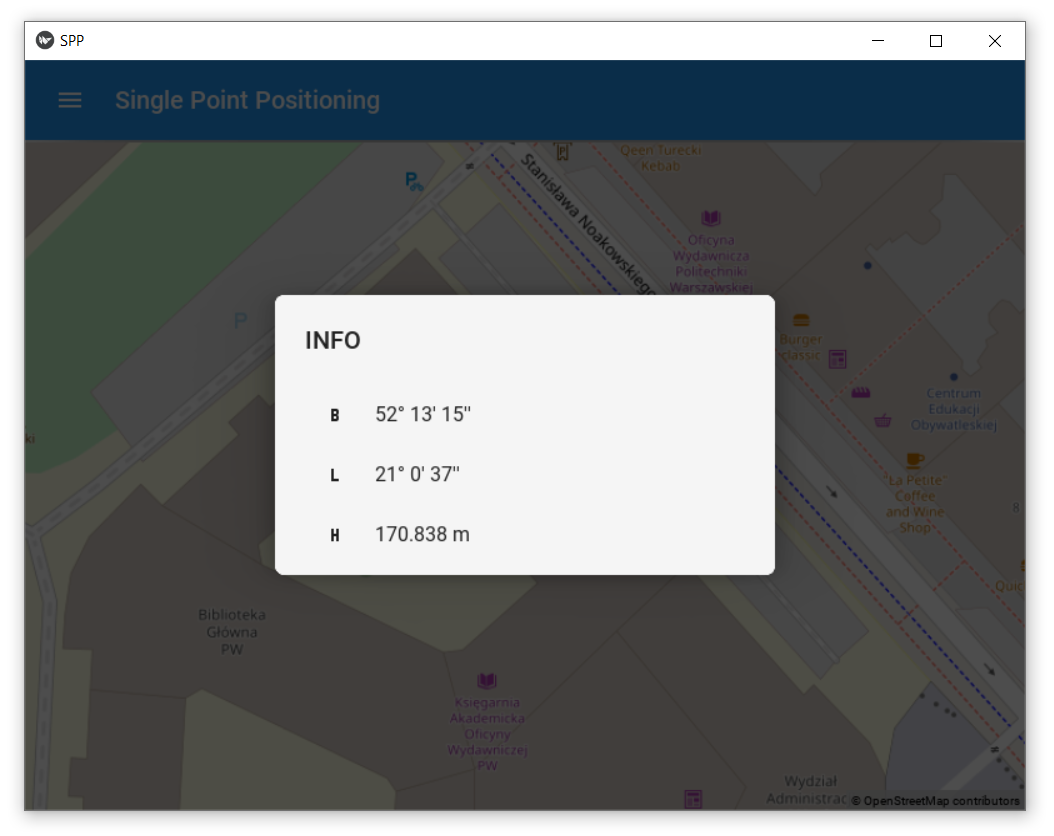 SPP
Single Point Positioning
Qeen Turecki
Kebab
P
P
Stanisława Noakowskiego
Oficyna
Wydawnicza
Politechniki
Warszawskiej
P
Burger
classic
INFO
B 52° 13' 15"
L 21° 0' 37"
H 170.838 m
Centrum
Edukacji
Obywatleskiej
ki
"La Petite"
Coffee
and Wine
Shop
8
Quic
Biblioteka
Główna
PW
Księgarnia
Akademicka
Oficyny
Wydawniczej
PW
Wydział
Administrac
© OpenStreetMap contributors